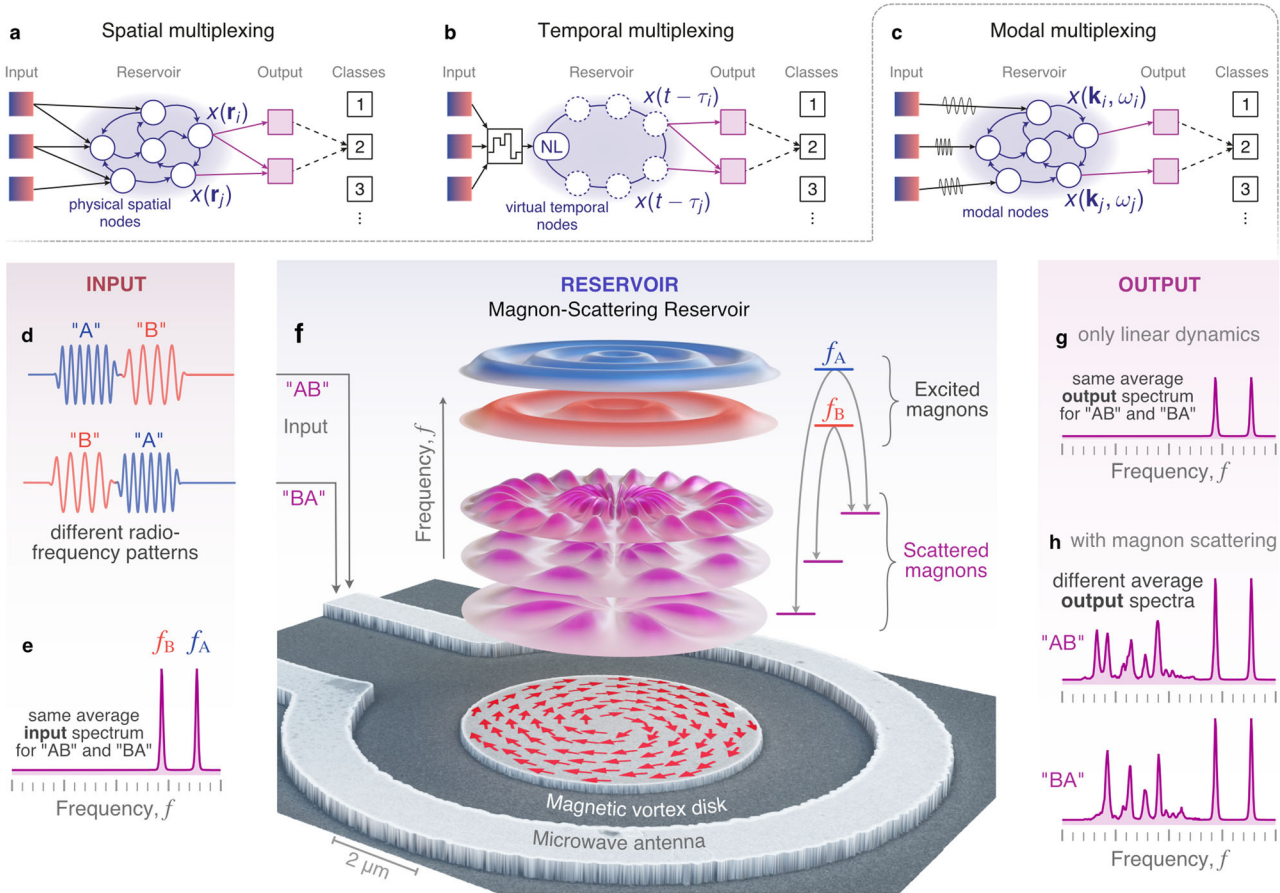 a
Spatial multiplexing
Input
Reservoir
Output
Classes
x(r_i)
x(r_j)
physical spatial
nodes
1
2
3
⋮
b
Temporal multiplexing
Input
Reservoir
Output
Classes
NL
x(t − τ_i)
x(t − τ_j)
virtual temporal
nodes
1
2
3
⋮
c
Modal multiplexing
Input
Reservoir
Output
Classes
x(k_i, ω_i)
x(k_j, ω_j)
modal nodes
1
2
3
⋮
INPUT
d
"A"
"B"
"B"
"A"
different radio-
frequency patterns
e
f_B
f_A
same average
input spectrum
for "AB" and "BA"
Frequency, f
RESERVOIR
Magnon-Scattering Reservoir
f
"AB"
Input
"BA"
Frequency, f
f_A
f_B
Excited
magnons
Scattered
magnons
Magnetic vortex disk
Microwave antenna
2 μm
OUTPUT
g
only linear dynamics
same average
output spectrum
for "AB" and "BA"
Frequency, f
h
with magnon scattering
different average
output spectra
"AB"
"BA"
Frequency, f